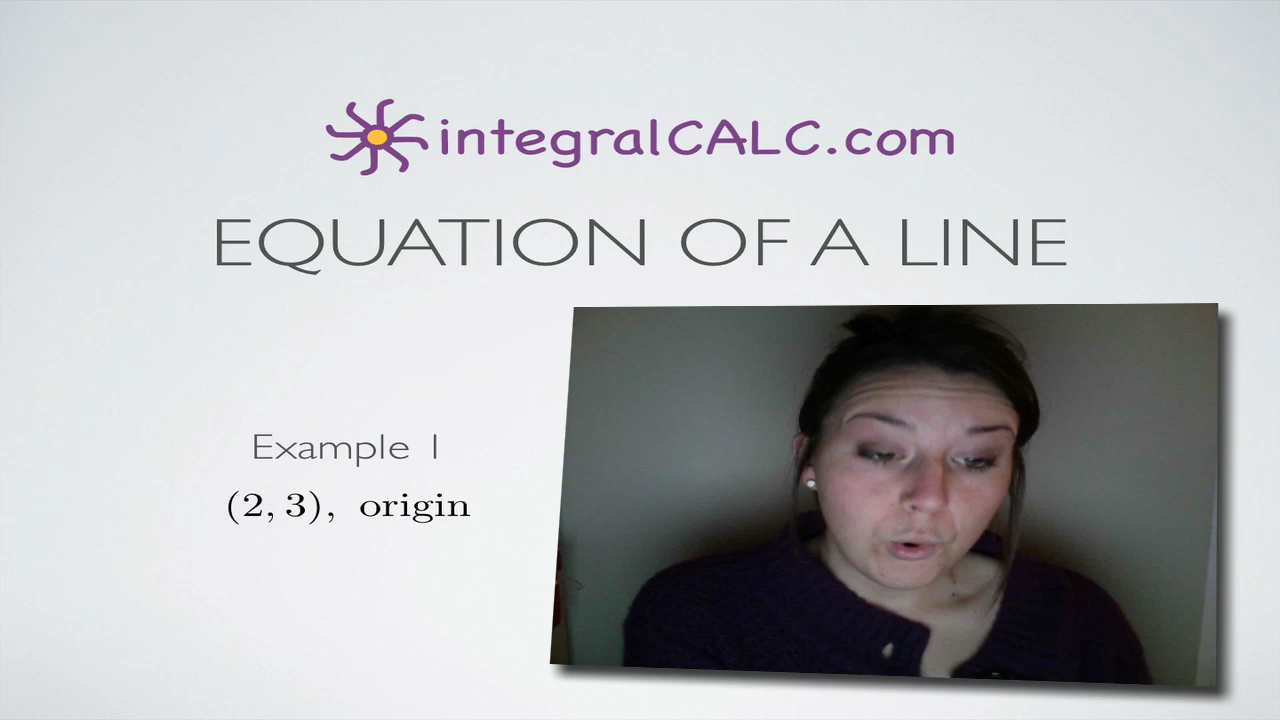 integralCALC.com
EQUATION OF A LINE
Example 1
(2, 3), origin